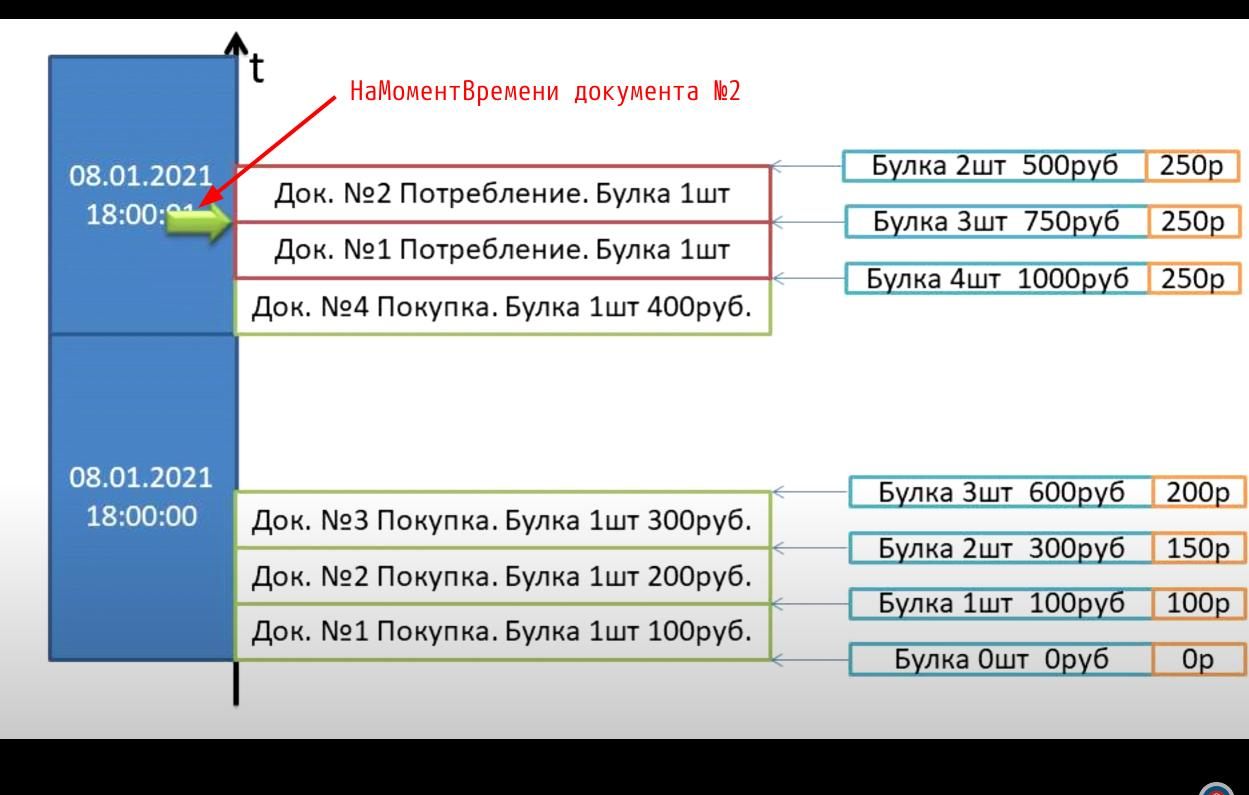 t
НаМоментВремени документа №2
08.01.2021
18:00:
Док. №2 Потребление. Булка 1шт
Док. №1 Потребление. Булка 1шт
Док. №4 Покупка. Булка 1шт 400руб.
Булка 2шт 500руб 250р
Булка 3шт 750руб 250р
Булка 4шт 1000руб 250р
08.01.2021
18:00:00
Док. №3 Покупка. Булка 1шт 300руб.
Док. №2 Покупка. Булка 1шт 200руб.
Док. №1 Покупка. Булка 1шт 100руб.
Булка 3шт 600руб 200р
Булка 2шт 300руб 150р
Булка 1шт 100руб 100р
Булка 0шт 0руб 0р